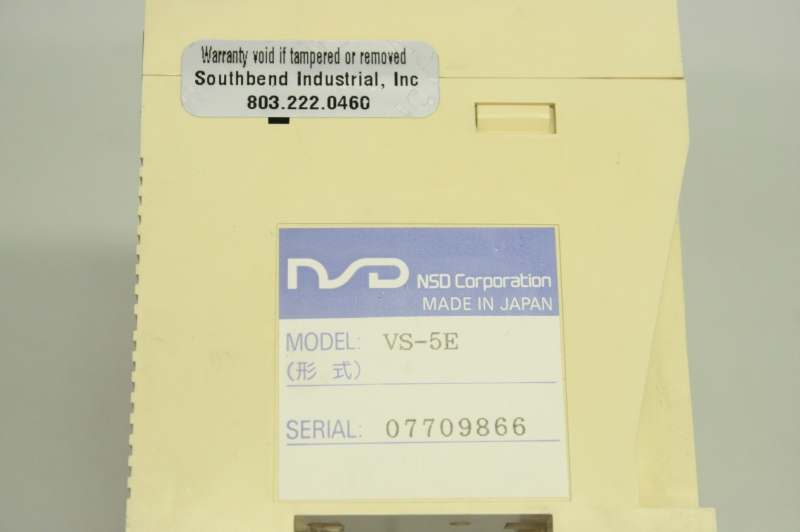 Warranty void if tampered or removed
Southbend Industrial, Inc
803.222.0460
NSD NSD Corporation
MADE IN JAPAN
MODEL: VS-5E
(形 式)
SERIAL: 07709866